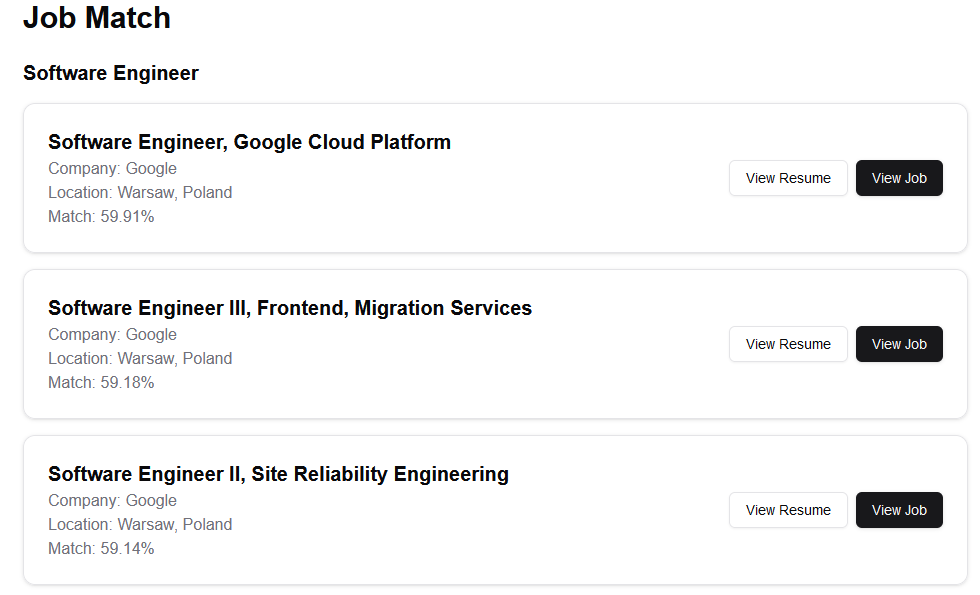 Job Match
Software Engineer
Software Engineer, Google Cloud Platform
Company: Google
Location: Warsaw, Poland
Match: 59.91%
View Resume
View Job
Software Engineer III, Frontend, Migration Services
Company: Google
Location: Warsaw, Poland
Match: 59.18%
View Resume
View Job
Software Engineer II, Site Reliability Engineering
Company: Google
Location: Warsaw, Poland
Match: 59.14%
View Resume
View Job